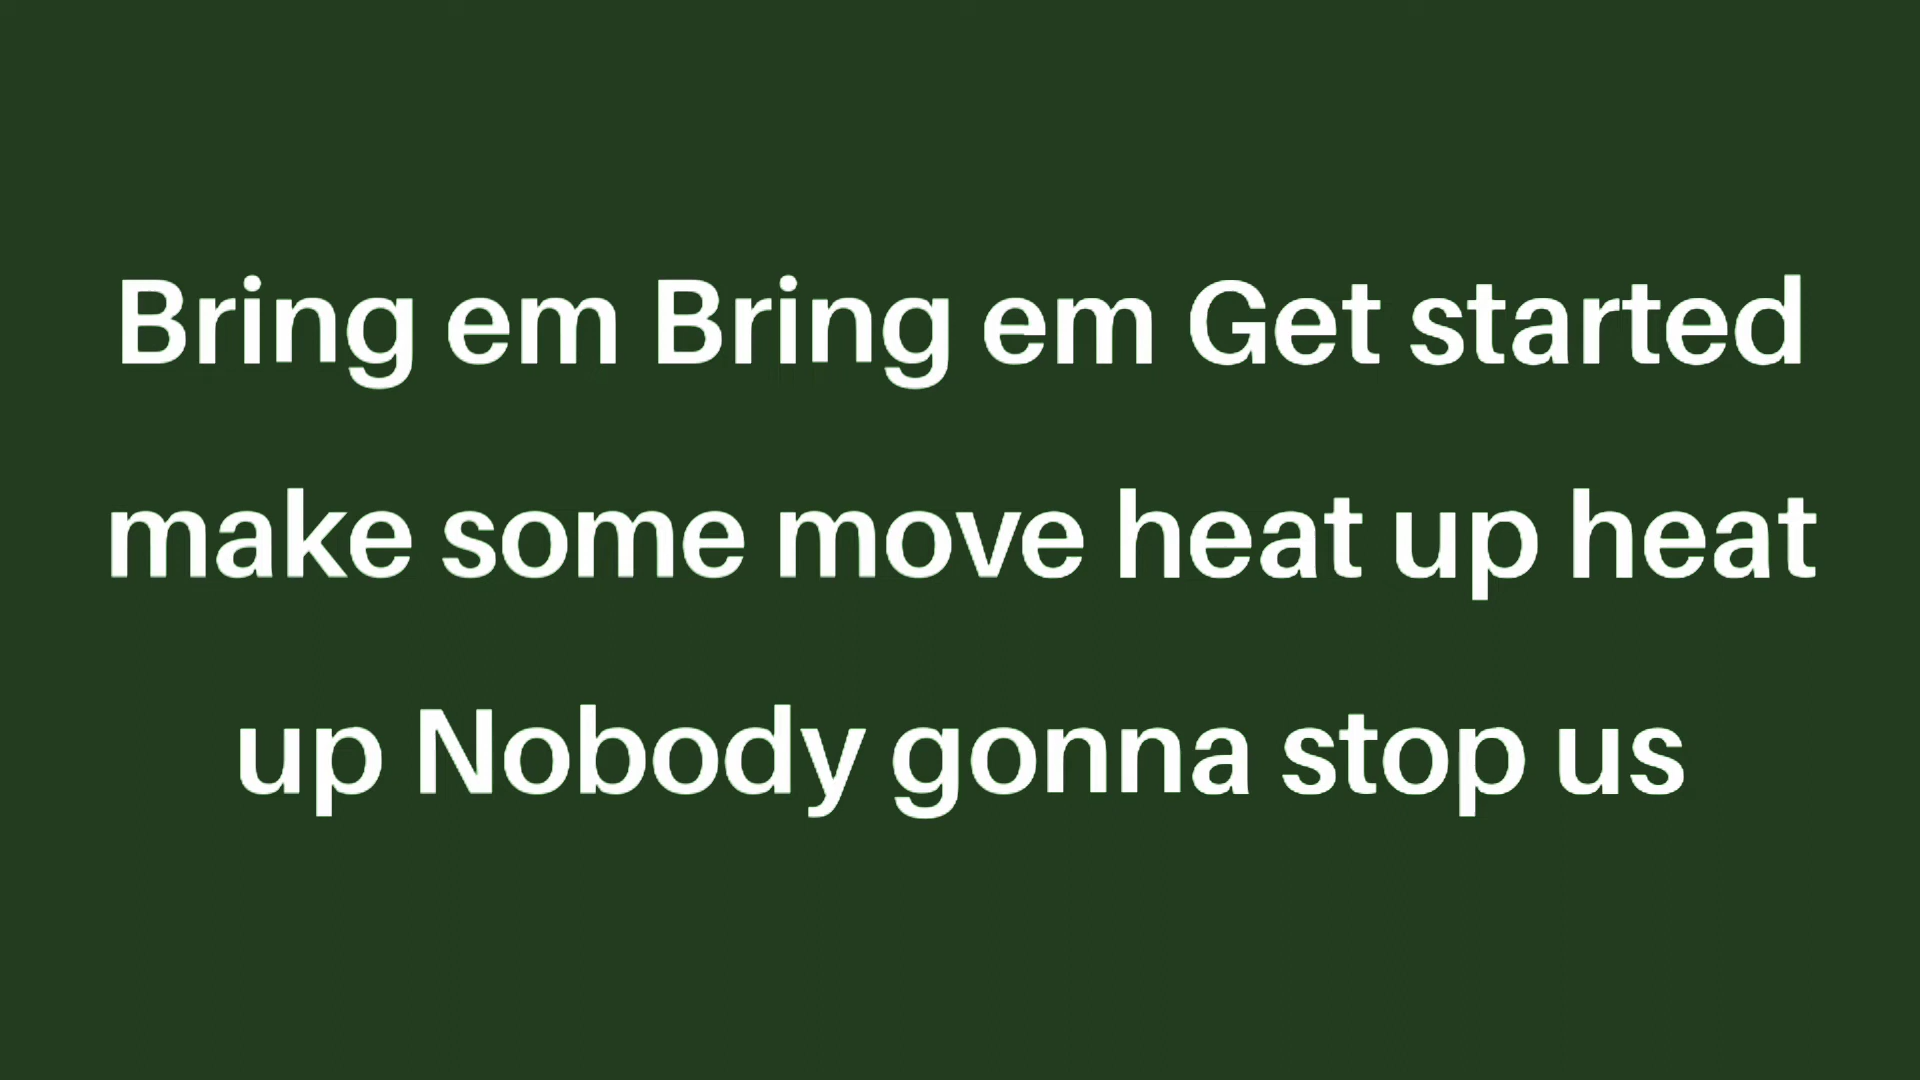 Bring em Bring em Get started
make some move heat up heat
up Nobody gonna stop us